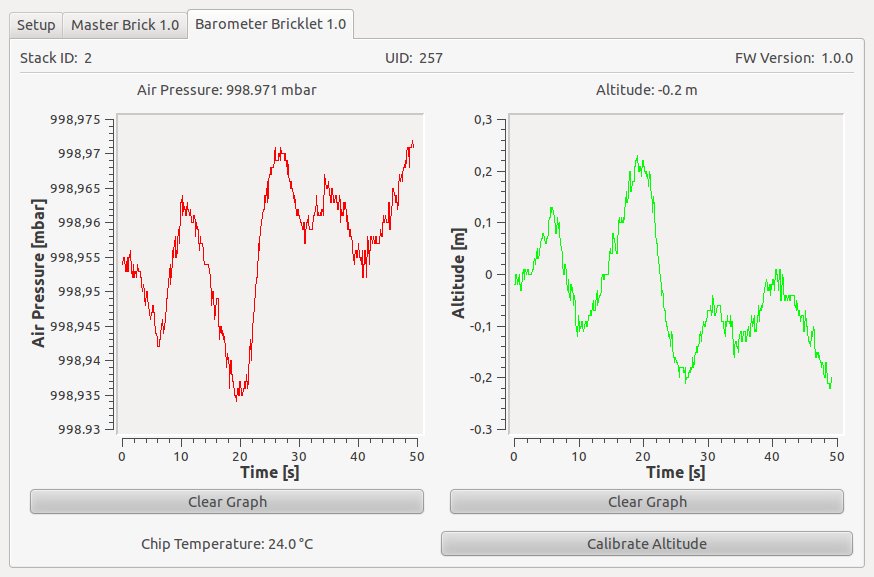 Setup Master Brick 1.0 Barometer Bricklet 1.0
Stack ID: 2 UID: 257 FW Version: 1.0.0
Air Pressure: 998.971 mbar Altitude: -0.2 m
998,975
998,97
998,965
998,96
998,955
998,95
998,945
998,94
998,935
998,93
Air Pressure [mbar]
0 10 20 30 40 50
Time [s]
0,3
0,2
0,1
0
-0,1
-0,2
-0,3
Altitude [m]
0 10 20 30 40 50
Time [s]
Clear Graph Clear Graph
Chip Temperature: 24.0 °C Calibrate Altitude